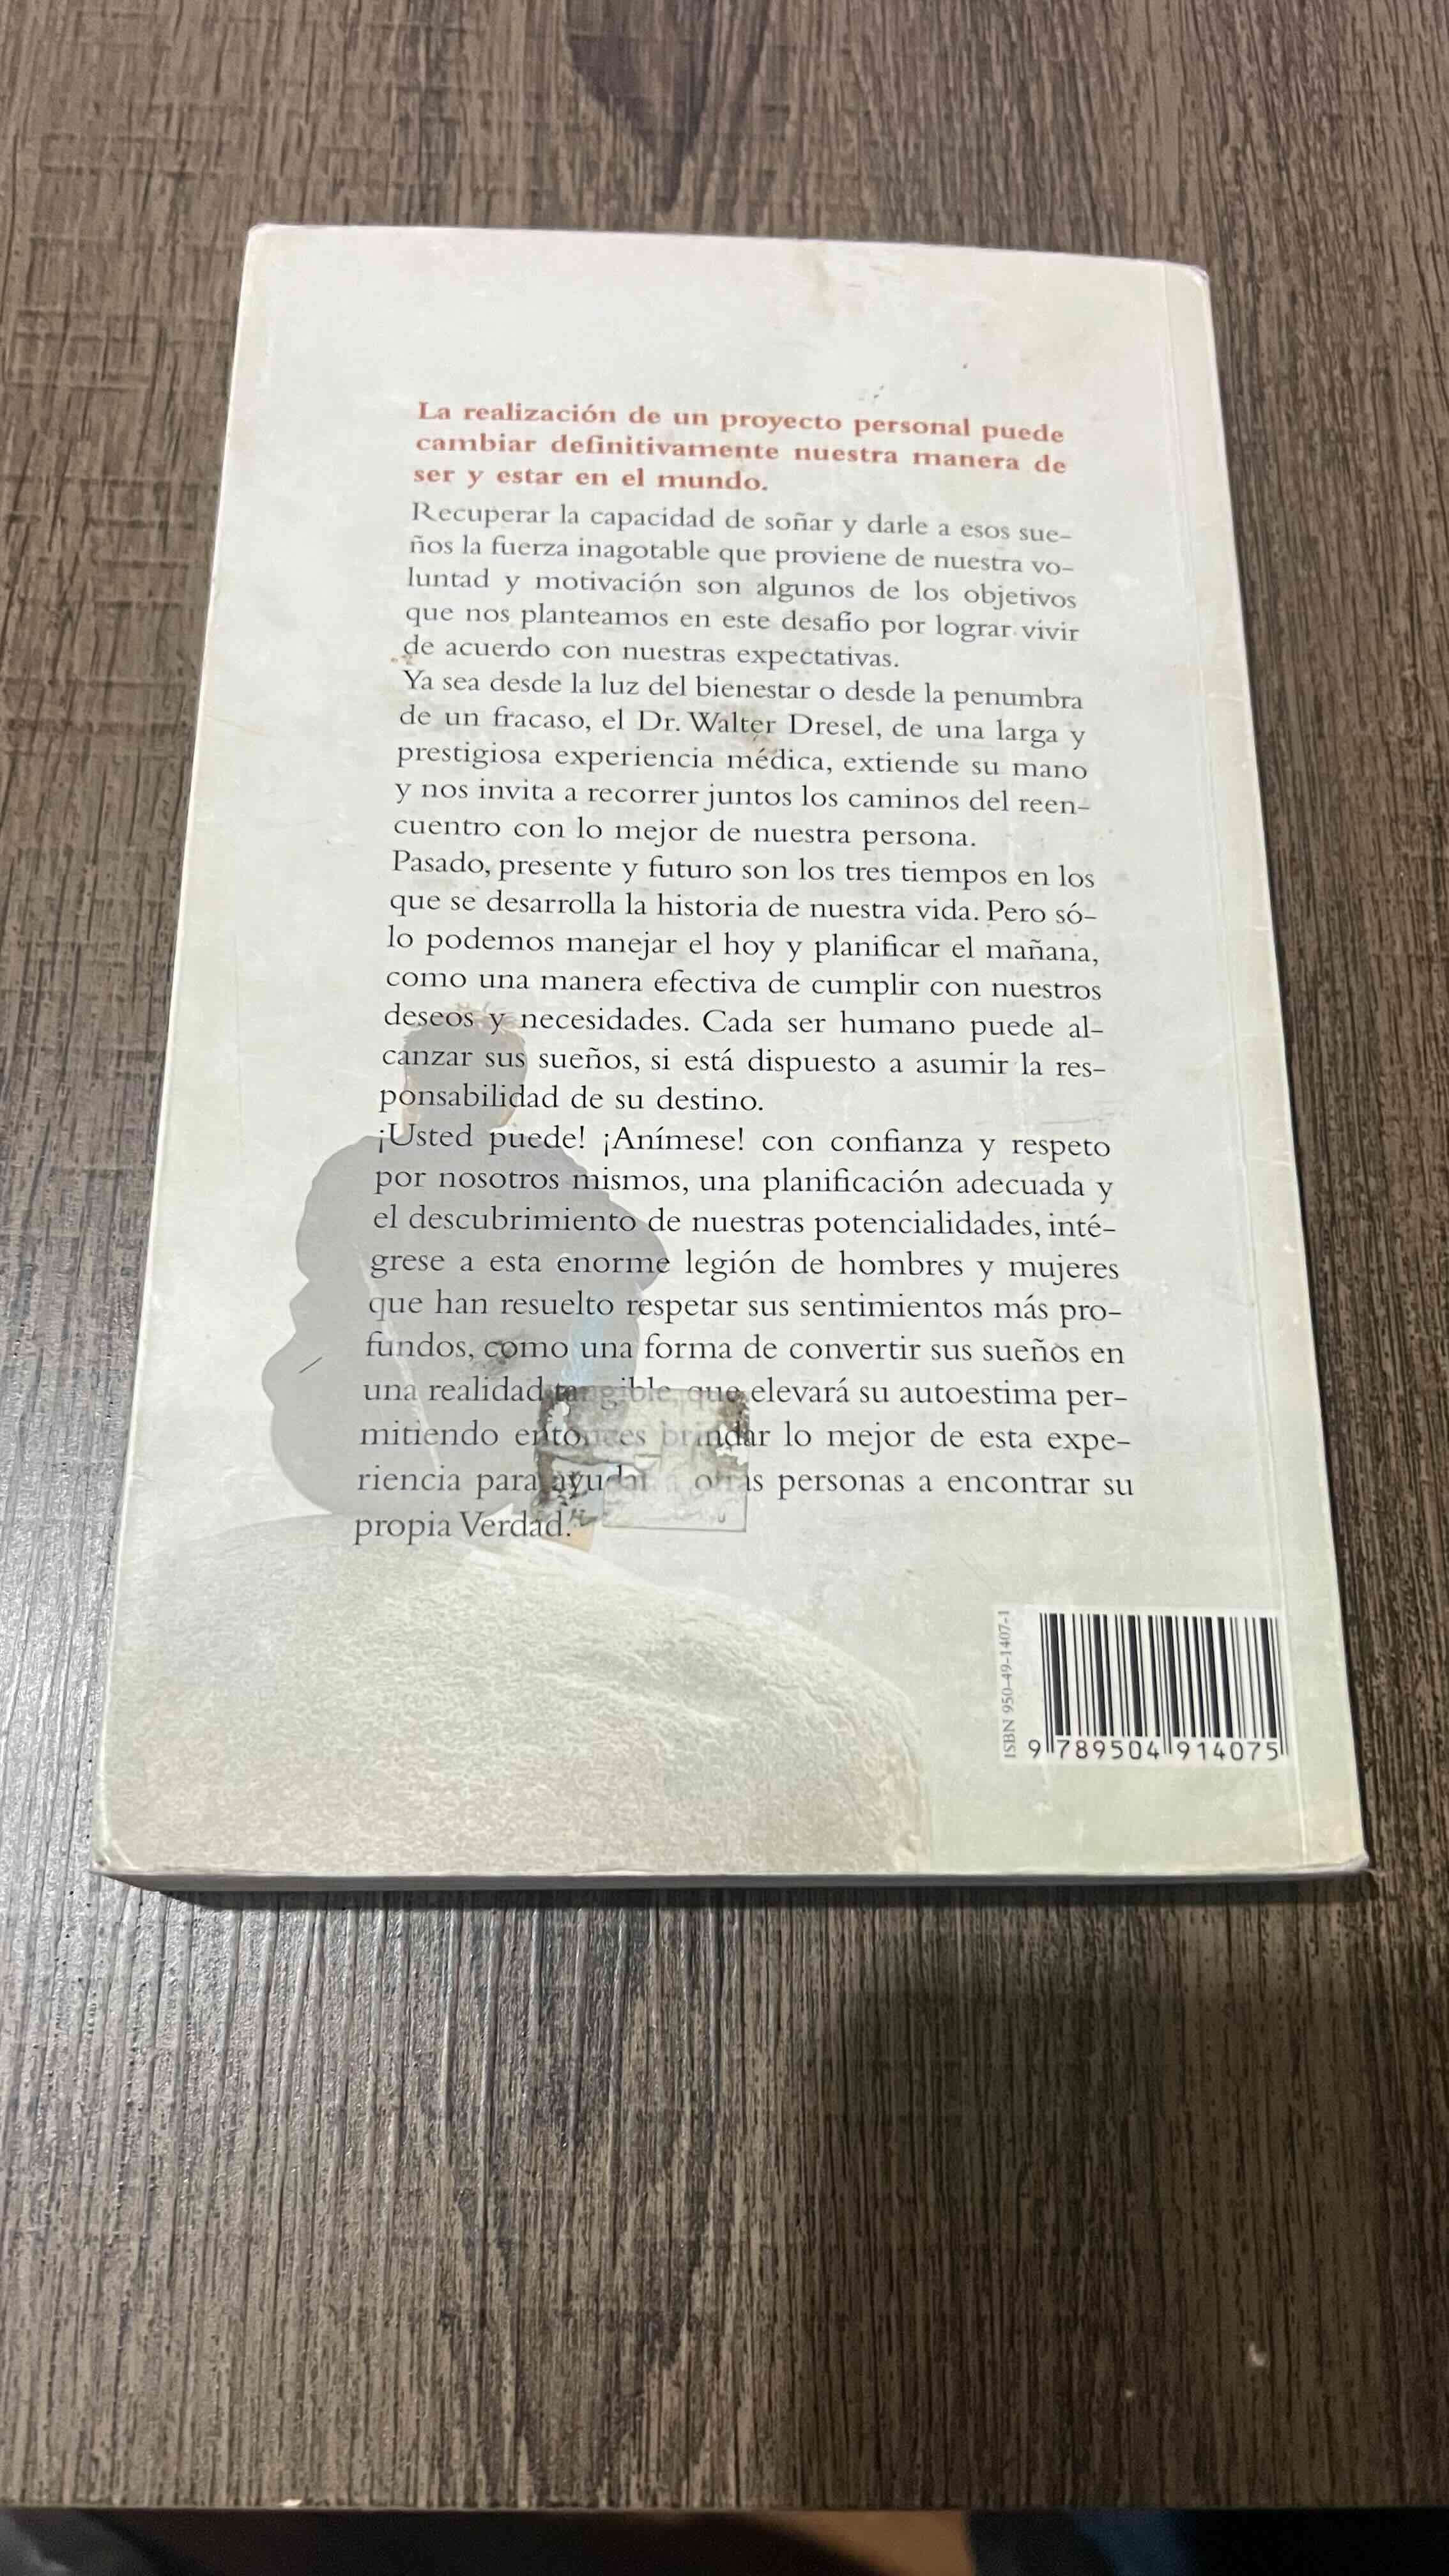 La realización de un proyecto personal puede
cambiar definitivamente nuestra manera de
ser y estar en el mundo.
Recuperar la capacidad de soñar y darle a esos sue-
ños la fuerza inagotable que proviene de nuestra vo-
luntad y motivación son algunos de los objetivos
que nos planteamos en este desafío por lograr vivir
de acuerdo con nuestras expectativas.
Ya sea desde la luz del bienestar o desde la penumbra
de un fracaso, el Dr. Walter Dresel, de una larga y
prestigiosa experiencia médica, extiende su mano
y nos invita a recorrer juntos los caminos del reen-
cuentro con lo mejor de nuestra persona.
Pasado, presente y futuro son los tres tiempos en los
que se desarrolla la historia de nuestra vida. Pero só-
lo podemos manejar el hoy y planificar el mañana,
como una manera efectiva de cumplir con nuestros
deseos y necesidades. Cada ser humano puede al-
canzar sus sueños, si está dispuesto a asumir la res-
ponsabilidad de su destino.
¡Usted puede! ¡Anímese! con confianza y respeto
por nosotros mismos, una planificación adecuada y
el descubrimiento de nuestras potencialidades, inté-
grese a esta enorme legión de hombres y mujeres
que han resuelto respetar sus sentimientos más pro-
fundos, como una forma de convertir sus sueños en
una realidad tangible que elevará su autoestima per-
mitiendo entonces brindar lo mejor de esta expe-
riencia para ayudar a otras personas a encontrar su
propia Verdad.
ISBN 950-49-1407-1
9 789504 914075